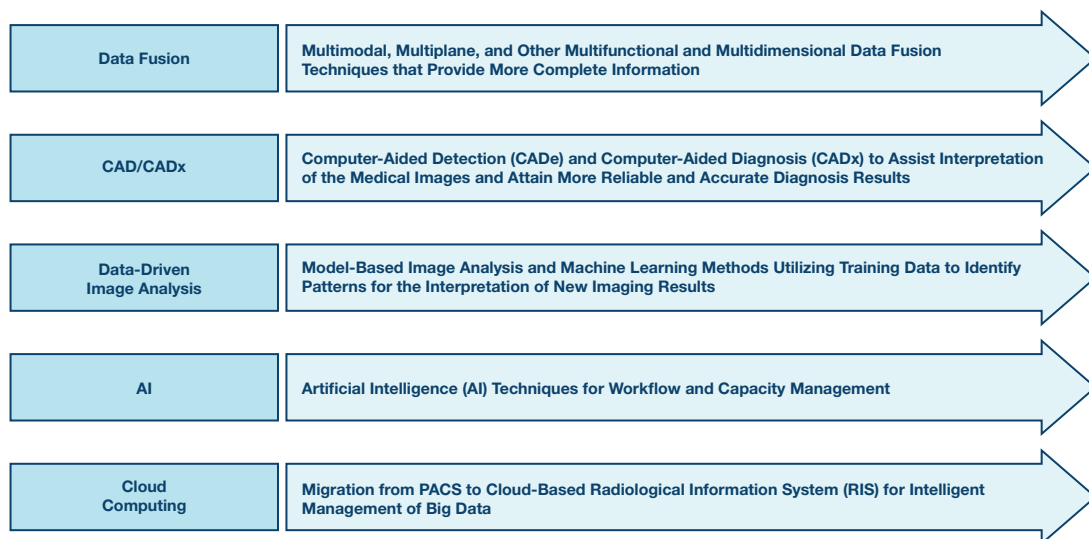 Data Fusion
Multimodal, Multiplane, and Other Multifunctional and Multidimensional Data Fusion
Techniques that Provide More Complete Information
CAD/CADx
Computer-Aided Detection (CADe) and Computer-Aided Diagnosis (CADx) to Assist Interpretation
of the Medical Images and Attain More Reliable and Accurate Diagnosis Results
Data-Driven
Image Analysis
Model-Based Image Analysis and Machine Learning Methods Utilizing Training Data to Identify
Patterns for the Interpretation of New Imaging Results
AI
Artificial Intelligence (AI) Techniques for Workflow and Capacity Management
Cloud
Computing
Migration from PACS to Cloud-Based Radiological Information System (RIS) for Intelligent
Management of Big Data